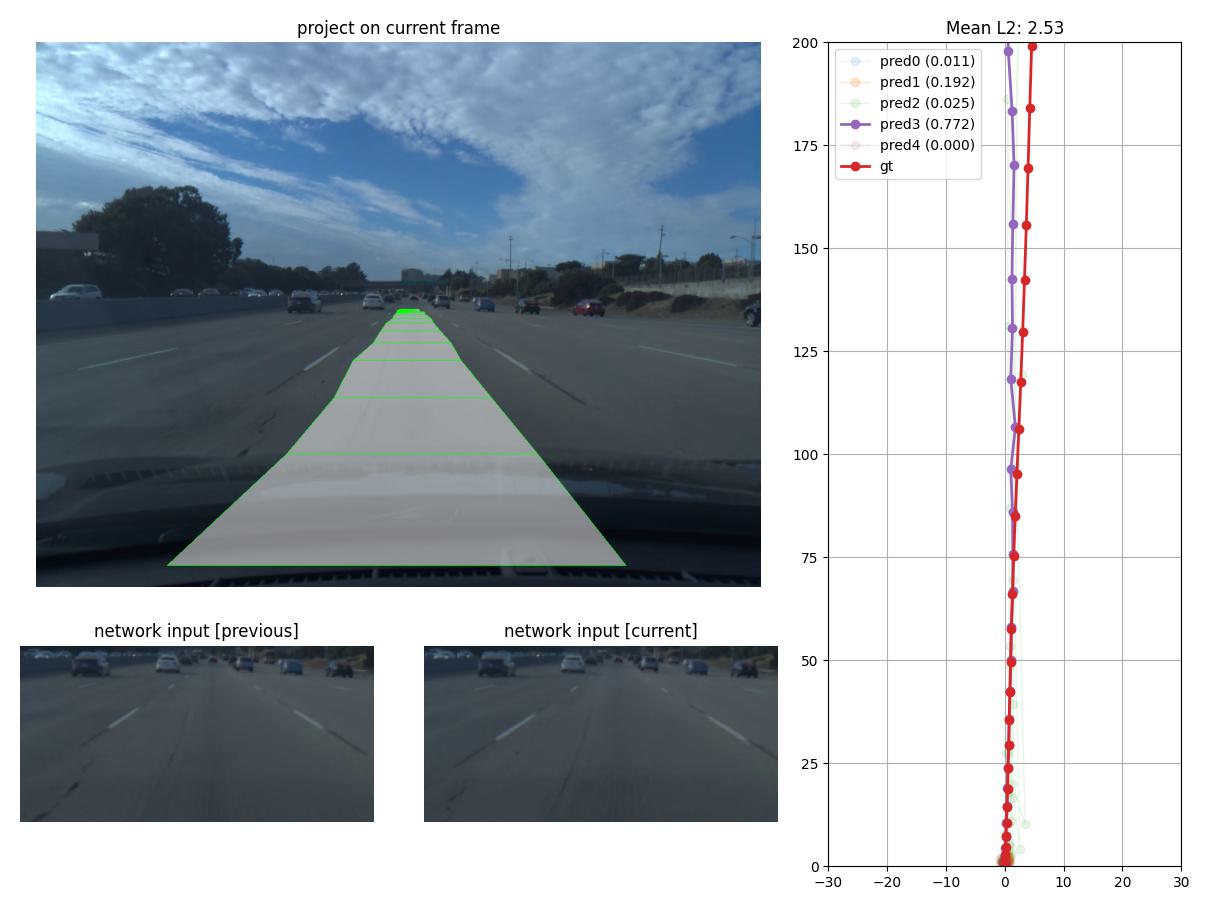 project on current frame
Mean L2: 2.53
200
175
150
125
100
75
50
25
0
−30
−20
−10
0
10
20
30
pred0 (0.011)
pred1 (0.192)
pred2 (0.025)
pred3 (0.772)
pred4 (0.000)
gt
network input [previous]
network input [current]